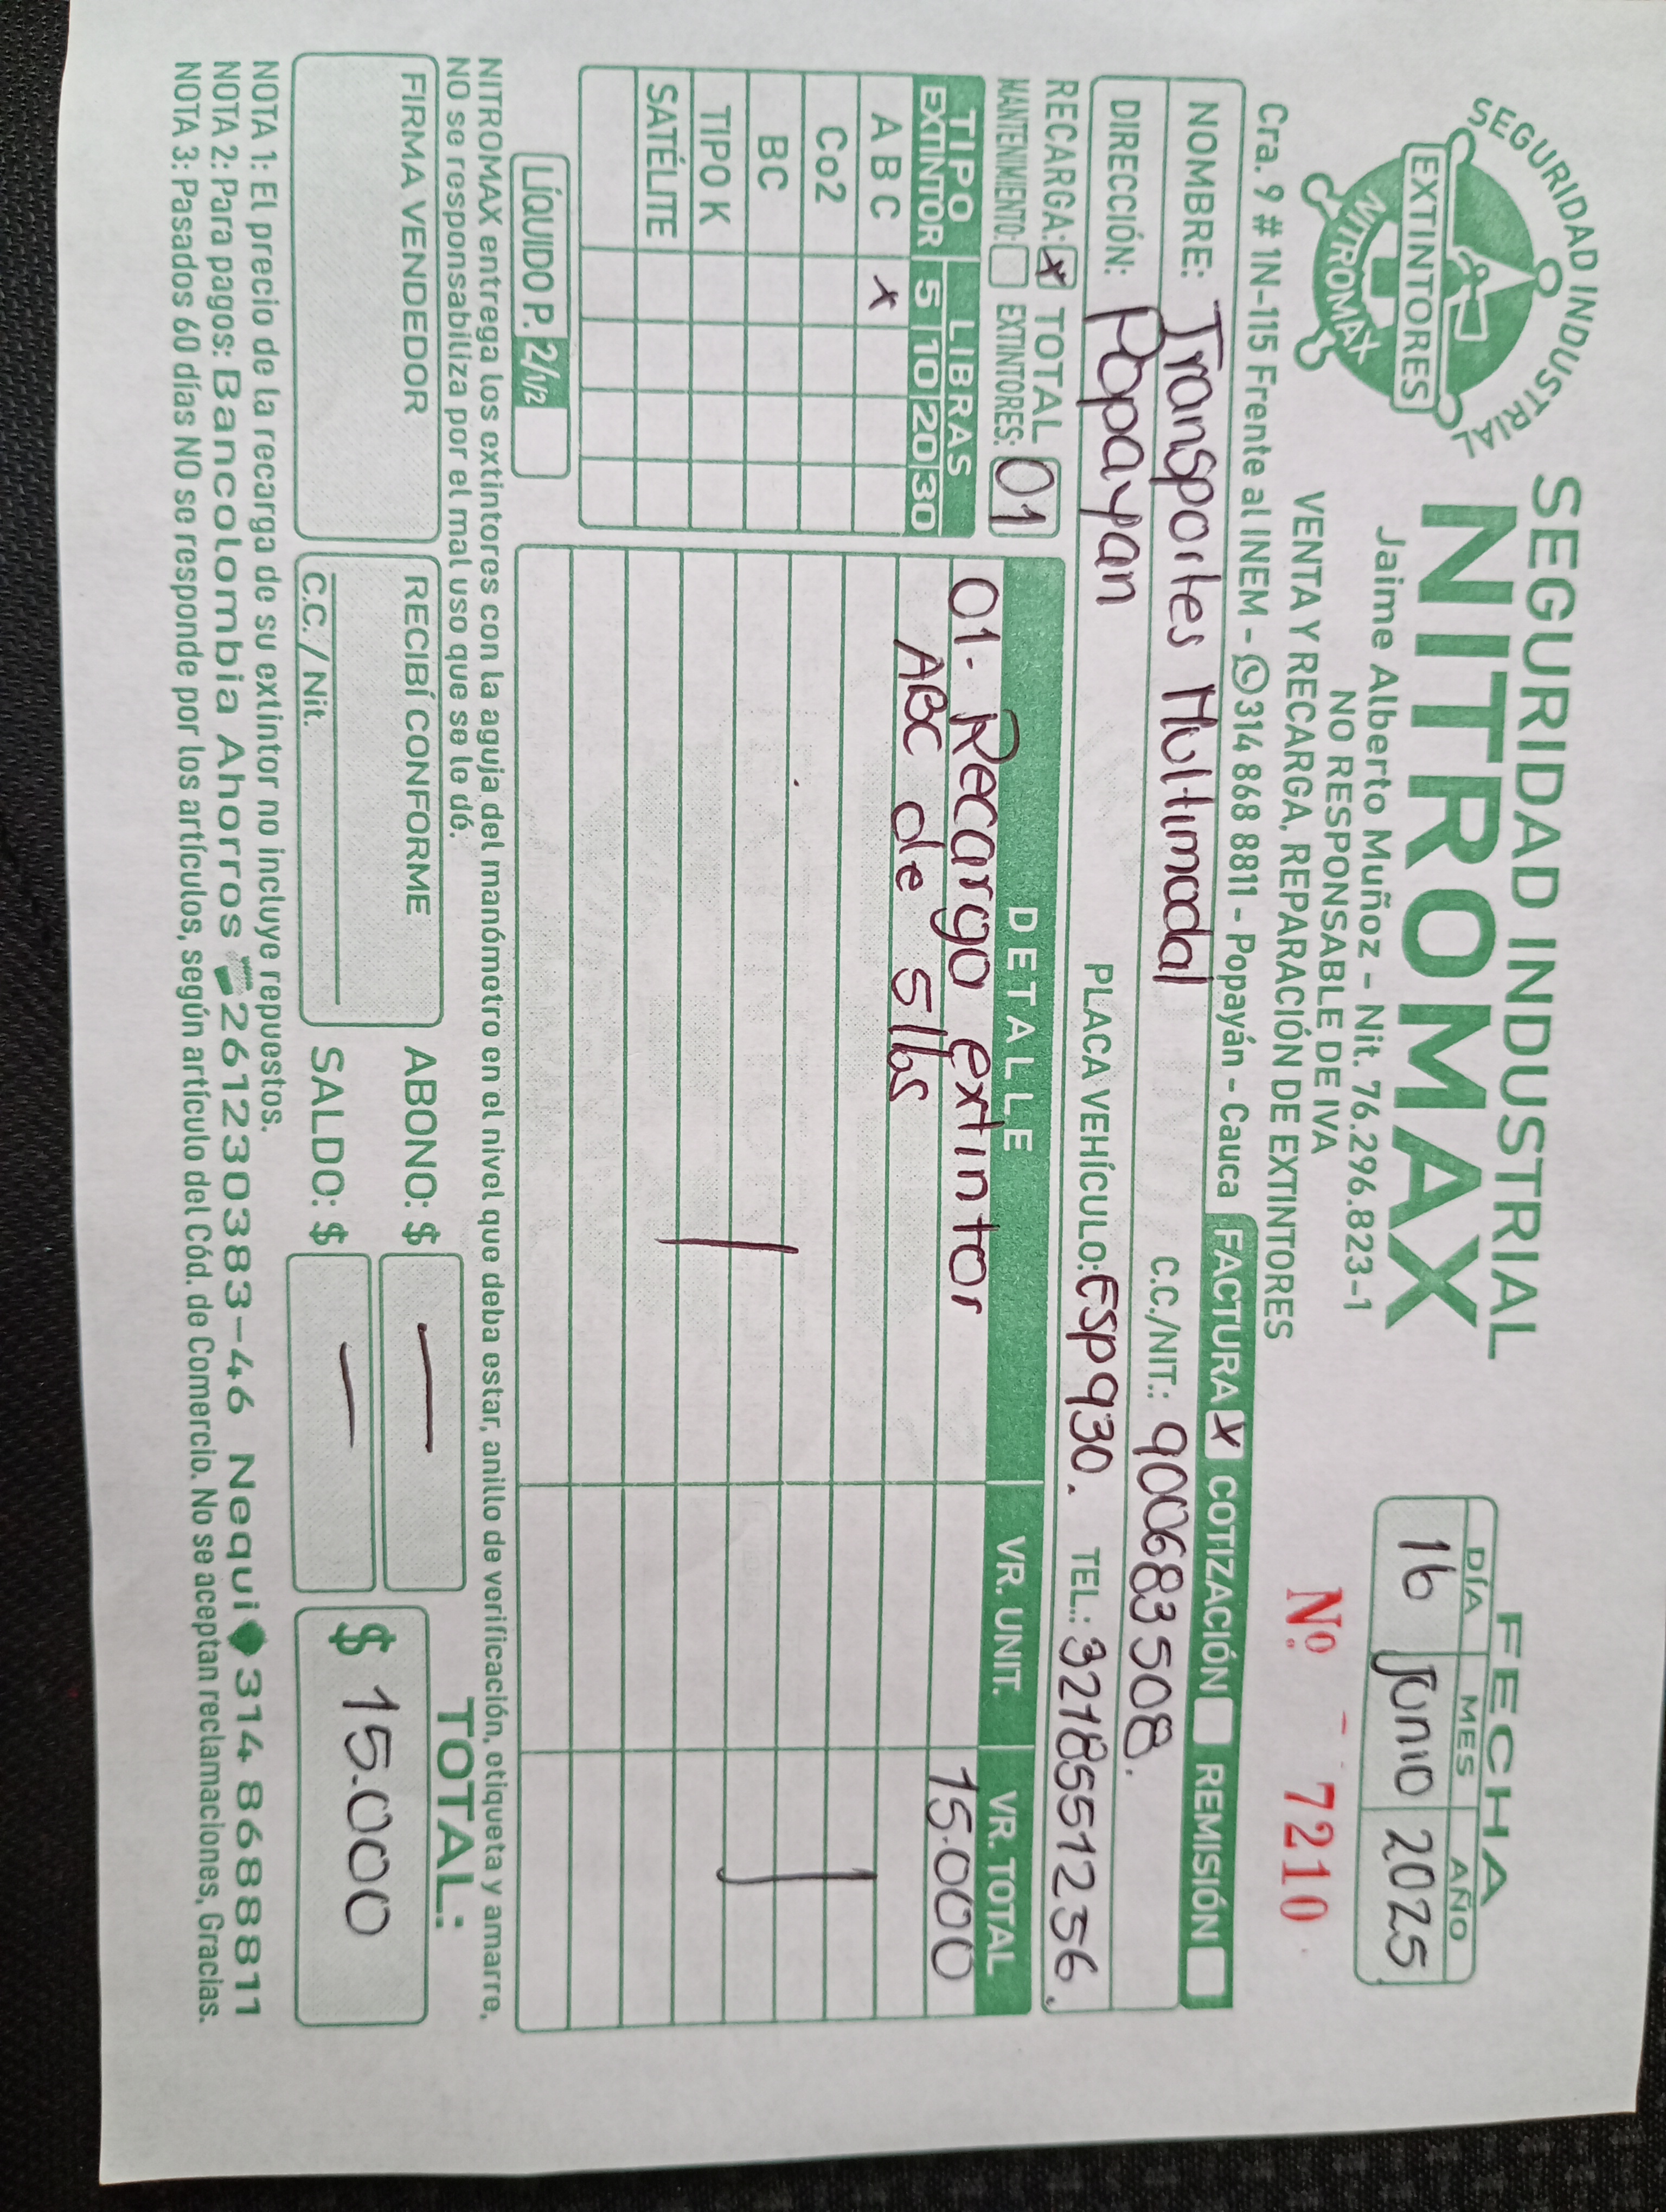 SEGURIDAD INDUSTRIAL
EXTINTORES
NITROMAX
SEGURIDAD INDUSTRIAL
NITROMAX
Jaime Alberto Muñoz - Nit. 76.296.823-1
NO RESPONSABLE DE IVA
VENTA Y RECARGA, REPARACIÓN DE EXTINTORES
Cra. 9 # 1N-115 Frente al INEM - 314 868 8811 - Popayán - Cauca
FECHA
DÍA MES AÑO
16 Junio 2025
Nº - 7210
FACTURA X COTIZACIÓN REMISIÓN
NOMBRE: Transportes Multimodal C.C./NIT.: 900683508.
DIRECCIÓN: Popayan PLACA VEHÍCULO: Esp930. TEL.: 3218551256.
RECARGA: X TOTAL
MANTENIMIENTO: EXTINTORES: 01
TIPO EXTINTOR LIBRAS
5 10 20 30
A B C X
Co2
BC
TIPO K
SATÉLITE
LÍQUIDO P. 2/1/2
DETALLE VR. UNIT. VR. TOTAL
01. Recarga extintor 15.000
ABC de 5lbs
NITROMAX entrega los extintores con la aguja del manómetro en el nivel que deba estar, anillo de verificación, etiqueta y amarre,
NO se responsabiliza por el mal uso que se le dó.
FIRMA VENDEDOR
RECIBÍ CONFORME
C.C./Nit.
ABONO: $ —
SALDO: $ —
TOTAL:
$ 15.000
NOTA 1: El precio de la recarga de su extintor no incluye repuestos.
NOTA 2: Para pagos: Bancolombia Ahorros 261230383-46 Nequi 314 8688811
NOTA 3: Pasados 60 días NO se responde por los artículos, según artículo del Cód. de Comercio. No se aceptan reclamaciones, Gracias.